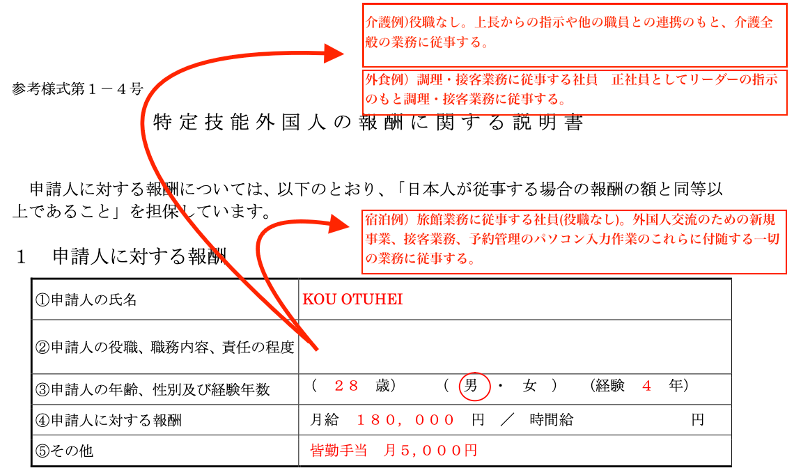 介護例)役職なし。上長からの指示や他の職員との連携のもと、介護全
般の業務に従事する。
外食例）調理・接客業務に従事する社員　正社員としてリーダーの指示
のもと調理・接客業務に従事する。
参考様式第１－４号
特定技能外国人の報酬に関する説明書
申請人に対する報酬については、以下のとおり、「日本人が従事する場合の報酬の額と同等以
上であること」を担保しています。
宿泊例）旅館業務に従事する社員(役職なし)。外国人交流のための新規
事業、接客業務、予約管理のパソコン入力作業のこれらに付随する一切
の業務に従事する。
１　申請人に対する報酬
①申請人の氏名　KOU OTUHEI
②申請人の役職、職務内容、責任の程度
③申請人の年齢、性別及び経験年数　（　２８　歳）　（　男　・　女　）　（経験　４　年）
④申請人に対する報酬　月給　１８０，０００　円　／　時間給　円
⑤その他　皆勤手当　月５,０００円